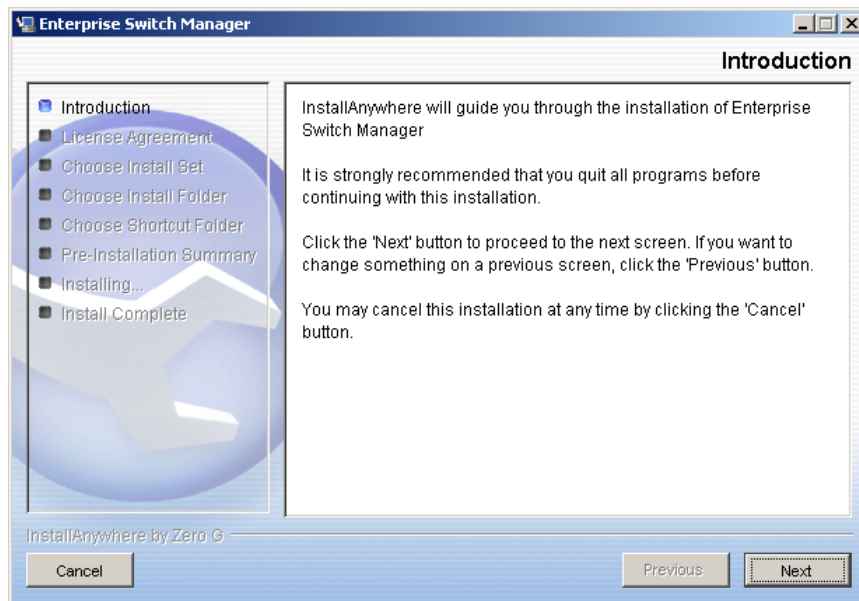 Enterprise Switch Manager
Introduction
Introduction
License Agreement
Choose Install Set
Choose Install Folder
Choose Shortcut Folder
Pre-Installation Summary
Installing...
Install Complete
InstallAnywhere will guide you through the installation of Enterprise
Switch Manager
It is strongly recommended that you quit all programs before
continuing with this installation.
Click the 'Next' button to proceed to the next screen. If you want to
change something on a previous screen, click the 'Previous' button.
You may cancel this installation at any time by clicking the 'Cancel'
button.
InstallAnywhere by Zero G
Cancel
Previous
Next